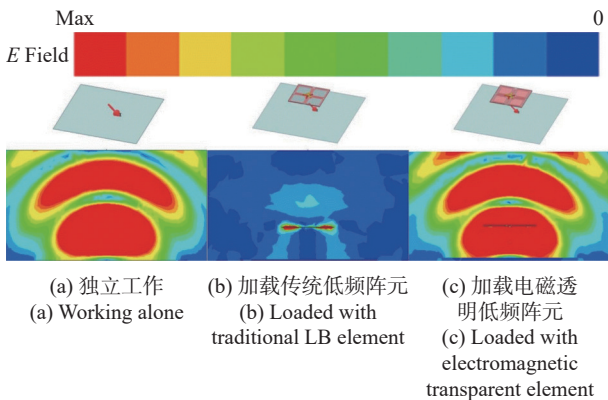 Max
0
E Field
(a) 独立工作
(a) Working alone
(b) 加载传统低频阵元
(b) Loaded with
traditional LB element
(c) 加载电磁透
明低频阵元
(c) Loaded with
electromagnetic
transparent element